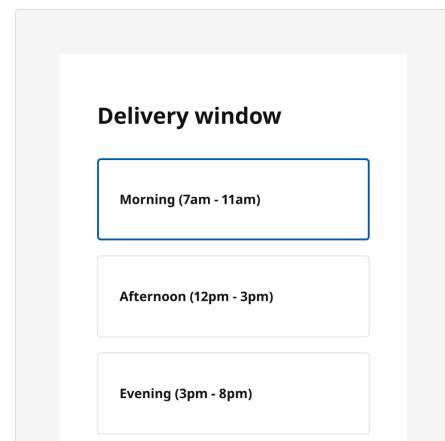 Delivery window
Morning (7am - 11am)
Afternoon (12pm - 3pm)
Evening (3pm - 8pm)